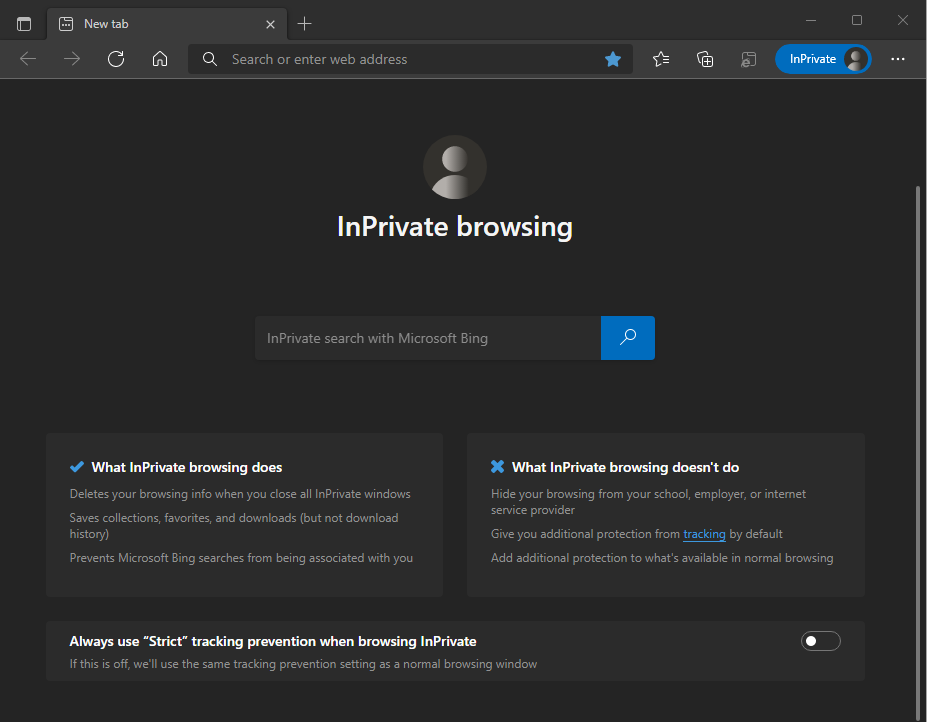 New tab
Search or enter web address
InPrivate
InPrivate browsing
InPrivate search with Microsoft Bing
What InPrivate browsing does
Deletes your browsing info when you close all InPrivate windows
Saves collections, favorites, and downloads (but not download
history)
Prevents Microsoft Bing searches from being associated with you
What InPrivate browsing doesn't do
Hide your browsing from your school, employer, or internet
service provider
Give you additional protection from tracking by default
Add additional protection to what's available in normal browsing
Always use “Strict” tracking prevention when browsing InPrivate
If this is off, we'll use the same tracking prevention setting as a normal browsing window